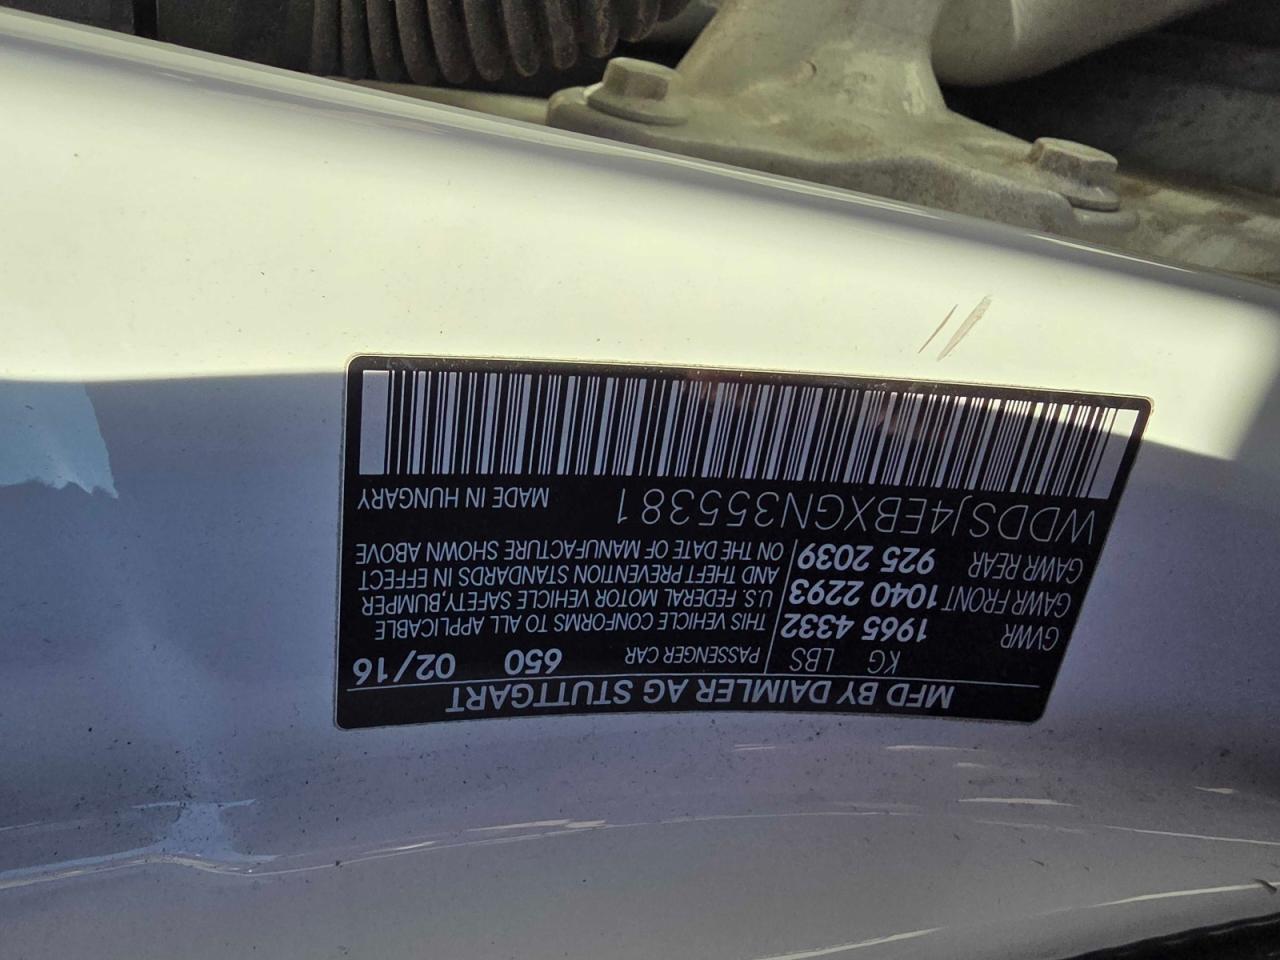 MFD BY DAIMLER AG STUTTGART
KG LBS PASSENGER CAR 650 02/16
GVWR 1965 4332
GAWR FRONT 1040 2293
GAWR REAR 925 2039
THIS VEHICLE CONFORMS TO ALL APPLICABLE
U.S. FEDERAL MOTOR VEHICLE SAFETY,BUMPER
AND THEFT PREVENTION STANDARDS IN EFFECT
ON THE DATE OF MANUFACTURE SHOWN ABOVE
WDDSJ4EBXGN355381 MADE IN HUNGARY